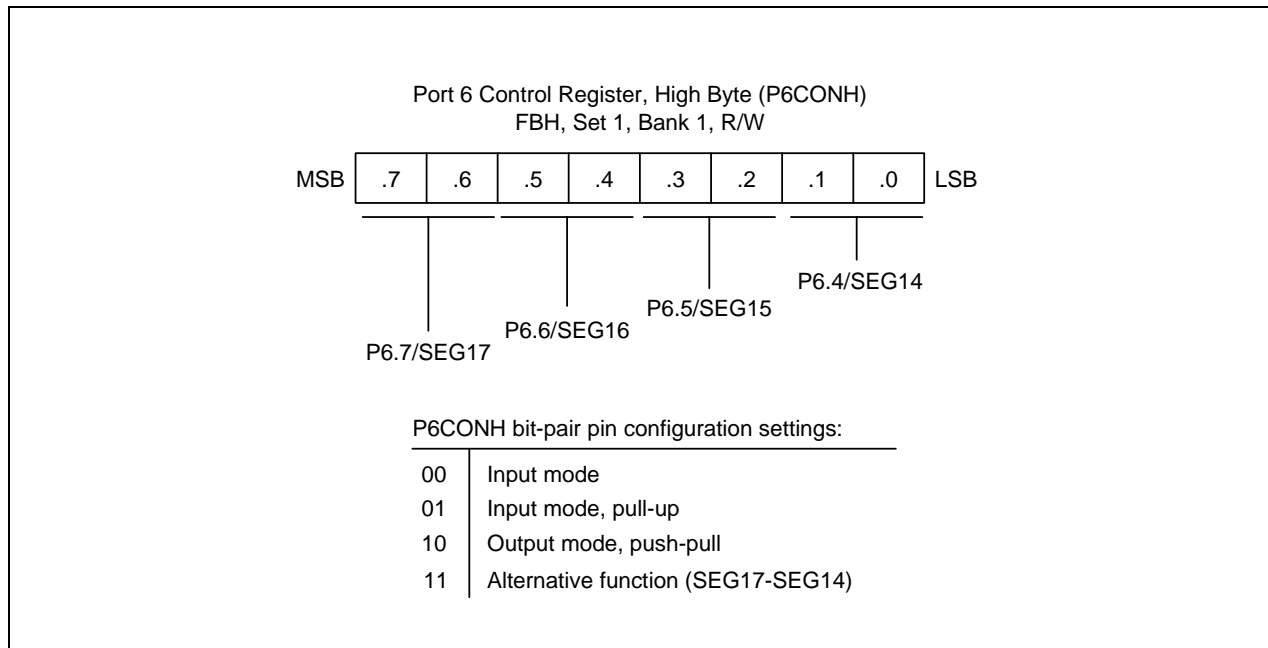 Port 6 Control Register, High Byte (P6CONH)
FBH, Set 1, Bank 1, R/W
MSB .7 .6 .5 .4 .3 .2 .1 .0 LSB
P6.4/SEG14
P6.5/SEG15
P6.6/SEG16
P6.7/SEG17
P6CONH bit-pair pin configuration settings:
00 Input mode
01 Input mode, pull-up
10 Output mode, push-pull
11 Alternative function (SEG17-SEG14)